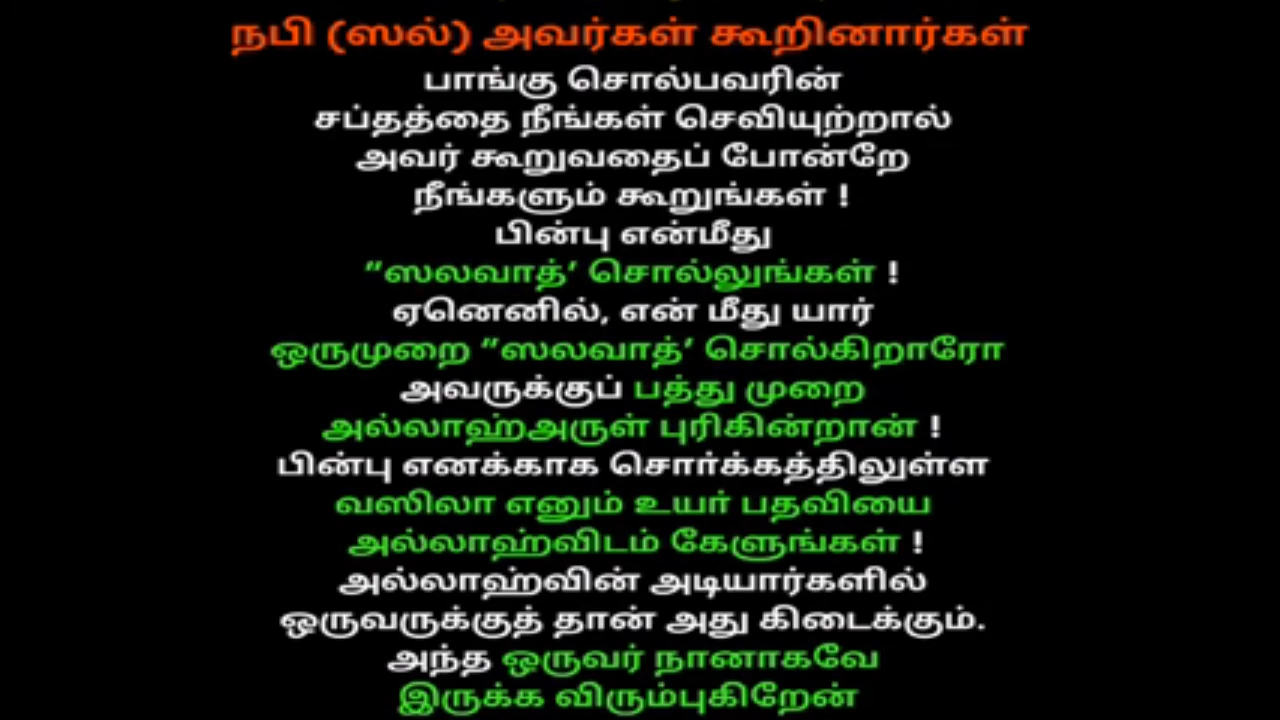 நபி (ஸல்) அவர்கள் கூறினார்கள்
பாங்கு சொல்பவரின்
சப்தத்தை நீங்கள் செவியுற்றால்
அவர் கூறுவதைப் போன்றே
நீங்களும் கூறுங்கள் !
பின்பு என்மீது
"ஸலவாத்' சொல்லுங்கள் !
ஏனெனில், என் மீது யார்
ஒருமுறை "ஸலவாத்' சொல்கிறாரோ
அவருக்குப் பத்து முறை
அல்லாஹ்அருள் புரிகின்றான் !
பின்பு எனக்காக சொர்க்கத்திலுள்ள
வஸிலா எனும் உயர் பதவியை
அல்லாஹ்விடம் கேளுங்கள் !
அல்லாஹ்வின் அடியார்களில்
ஒருவருக்குத் தான் அது கிடைக்கும்.
அந்த ஒருவர் நானாகவே
இருக்க விரும்புகிறேன்